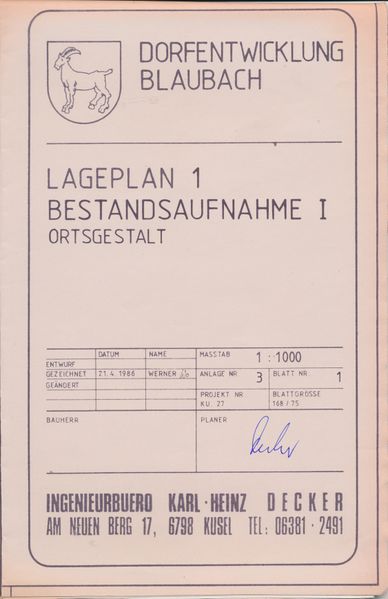 DORFENTWICKLUNG
BLAUBACH
LAGEPLAN 1
BESTANDSAUFNAHME I
ORTSGESTALT
DATUM NAME MASSTAB 1 : 1000
ENTWURF
GEZEICHNET 21.4.1986 WERNER ANLAGE NR 3 BLATT NR. 1
GEÄNDERT
PROJEKT NR BLATTGRÖSSE
KU. 27 168 / 75
BAUHERR PLANER
INGENIEURBUERO KARL-HEINZ DECKER
AM NEUEN BERG 17, 6798 KUSEL TEL: 06381 · 2491